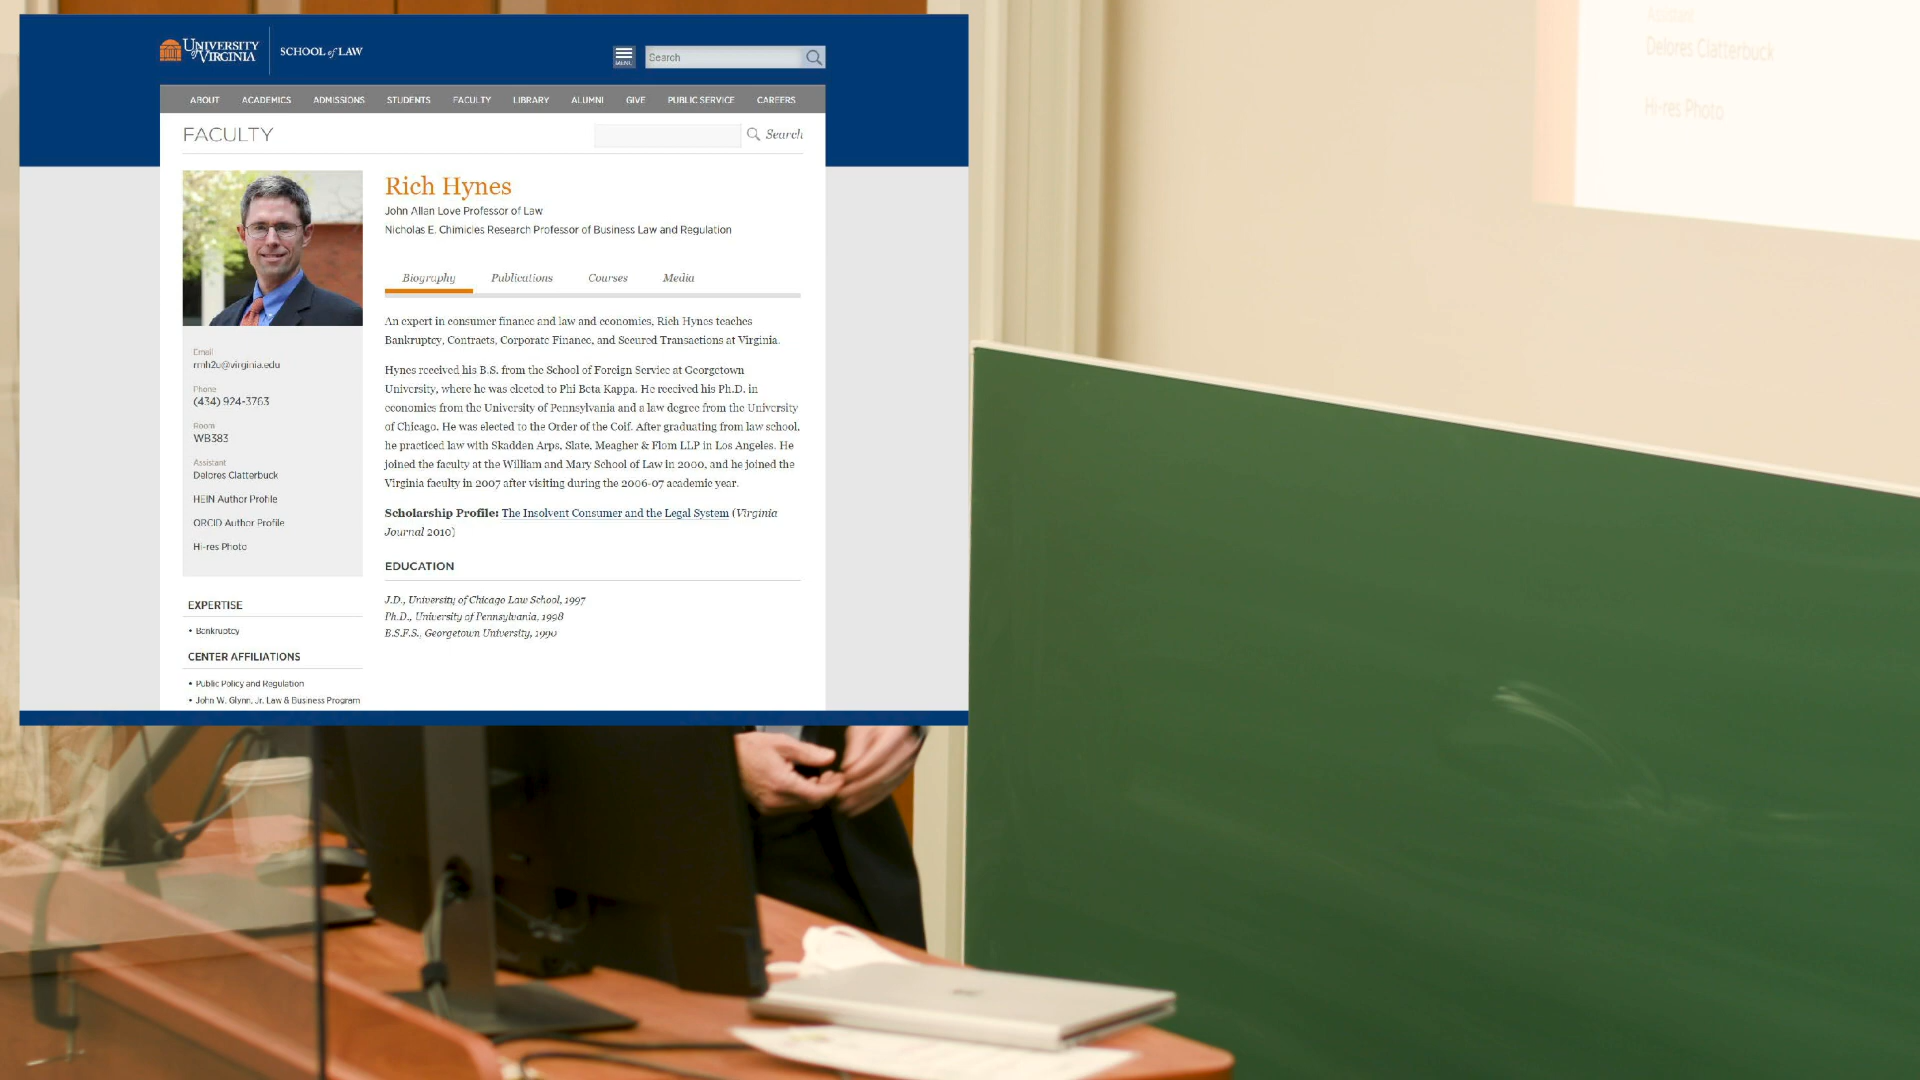 UNIVERSITY
of VIRGINIA
SCHOOL of LAW
MENU
Search
ABOUT ACADEMICS ADMISSIONS STUDENTS FACULTY LIBRARY ALUMNI GIVE PUBLIC SERVICE CAREERS
FACULTY
Search
Rich Hynes
John Allan Love Professor of Law
Nicholas E. Chimicles Research Professor of Business Law and Regulation
Biography Publications Courses Media
An expert in consumer finance and law and economics, Rich Hynes teaches
Bankruptcy, Contracts, Corporate Finance, and Secured Transactions at Virginia.
Hynes received his B.S. from the School of Foreign Service at Georgetown
University, where he was elected to Phi Beta Kappa. He received his Ph.D. in
economics from the University of Pennsylvania and a law degree from the University
of Chicago. He was elected to the Order of the Coif. After graduating from law school,
he practiced law with Skadden Arps, Slate, Meagher & Flom LLP in Los Angeles. He
joined the faculty at the William and Mary School of Law in 2000, and he joined the
Virginia faculty in 2007 after visiting during the 2006-07 academic year.
Scholarship Profile: The Insolvent Consumer and the Legal System (Virginia
Journal 2010)
EDUCATION
J.D., University of Chicago Law School, 1997
Ph.D., University of Pennsylvania, 1998
B.S.F.S., Georgetown University, 1990
Email
rmh2u@virginia.edu
Phone
(434) 924-3763
Room
WB383
Assistant
Delores Clatterbuck
HEIN Author Profile
ORCID Author Profile
Hi-res Photo
EXPERTISE
• Bankruptcy
CENTER AFFILIATIONS
• Public Policy and Regulation
• John W. Glynn, Jr. Law & Business Program
Assistant
Delores Clatterbuck
Hi-res Photo